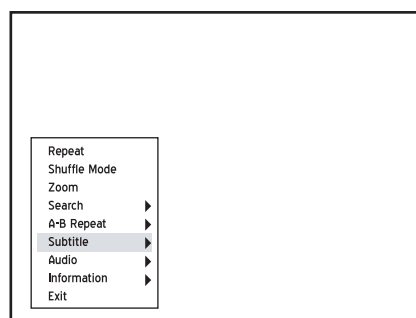 Repeat
Shuffle Mode
Zoom
Search
A-B Repeat
Subtitle
Audio
Information
Exit